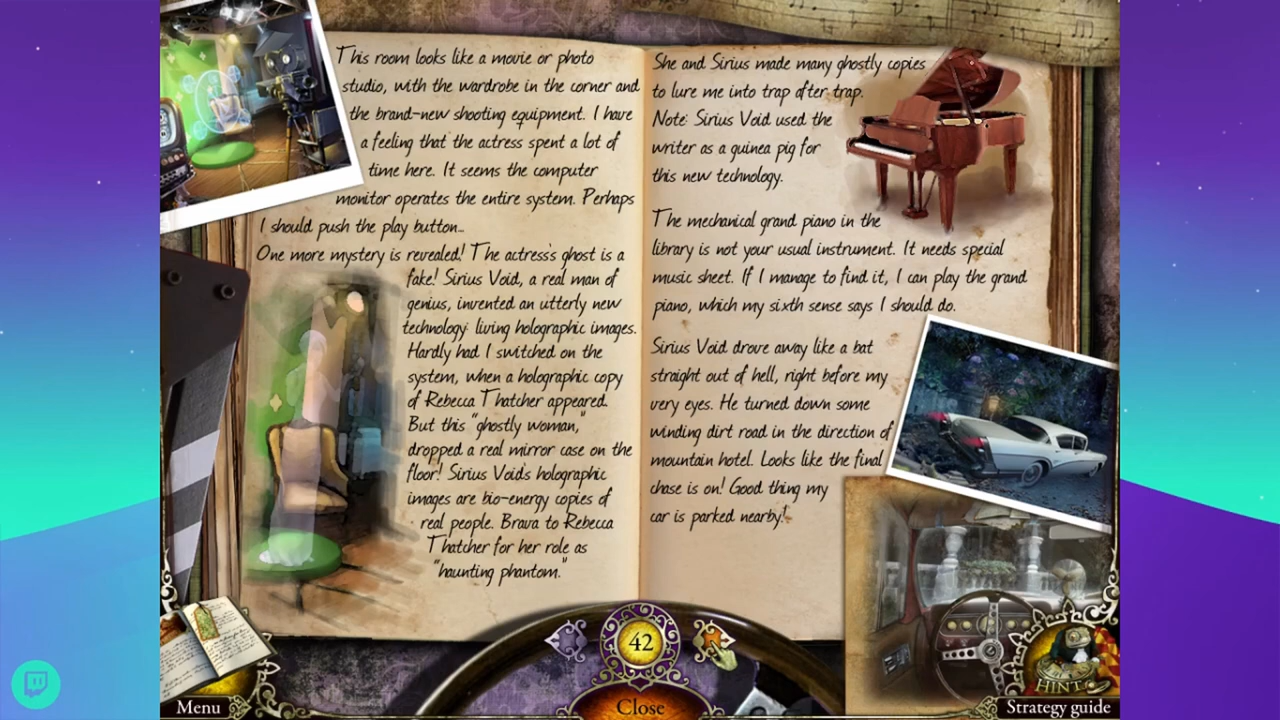 This room looks like a movie or photo
studio, with the wardrobe in the corner and
the brand-new shooting equipment. I have
a feeling that the actress spent a lot of
time here. It seems the computer
monitor operates the entire system. Perhaps
I should push the play button...
One more mystery is revealed! The actress's ghost is a
fake! Sirius Void, a real man of
genius, invented an utterly new
technology: living holographic images.
Hardly had I switched on the
system, when a holographic copy
of Rebecca Thatcher appeared.
But this "ghostly woman,"
dropped a real mirror case on the
floor! Sirius Void's holographic
images are bio-energy copies of
real people. Bravo to Rebecca
Thatcher for her role as
"haunting phantom."
She and Sirius made many ghostly copies
to lure me into trap after trap.
Note: Sirius Void used the
writer as a guinea pig for
this new technology.
The mechanical grand piano in the
library is not your usual instrument. It needs special
music sheet. If I manage to find it, I can play the grand
piano, which my sixth sense says I should do.
Sirius Void drove away like a bat
straight out of hell, right before my
very eyes. He turned down some
winding dirt road in the direction of
mountain hotel. Looks like the final
chase is on! Good thing my
car is parked nearby!
42
Close
Menu
HINT
Strategy guide